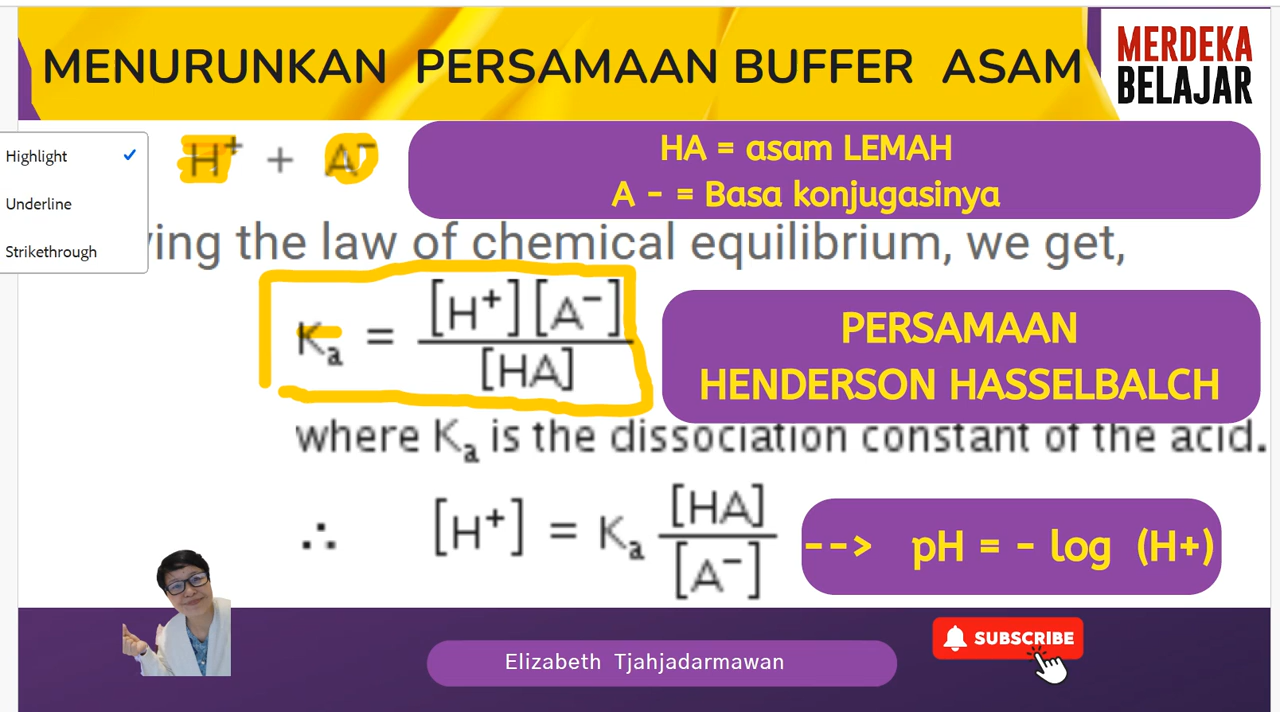 MENURUNKAN PERSAMAAN BUFFER ASAM
MERDEKA
BELAJAR
Highlight
Underline
Strikethrough
H⁺ + A⁻
HA = asam LEMAH
A - = Basa konjugasinya
the law of chemical equilibrium, we get,
Kₐ = [H⁺][A⁻]
[HA]
PERSAMAAN
HENDERSON HASSELBALCH
where Kₐ is the dissociation constant of the acid.
∴ [H⁺] = Kₐ [HA]
[A⁻]
--> pH = - log (H+)
Elizabeth Tjahjadarmawan
SUBSCRIBE